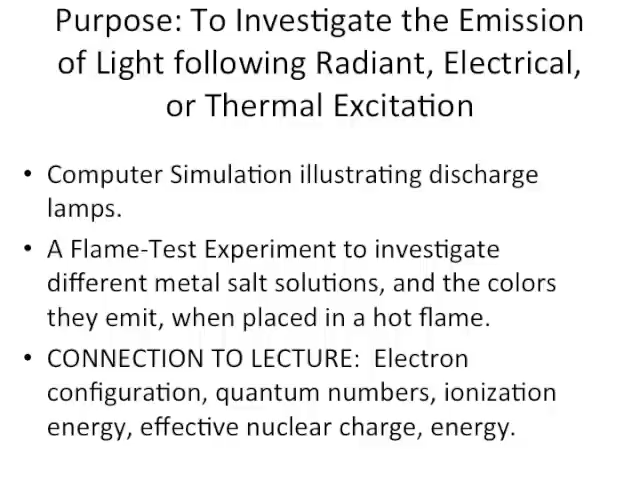 Purpose: To Investigate the Emission
of Light following Radiant, Electrical,
or Thermal Excitation
• Computer Simulation illustrating discharge
lamps.
• A Flame-Test Experiment to investigate
different metal salt solutions, and the colors
they emit, when placed in a hot flame.
• CONNECTION TO LECTURE:  Electron
configuration, quantum numbers, ionization
energy, effective nuclear charge, energy.